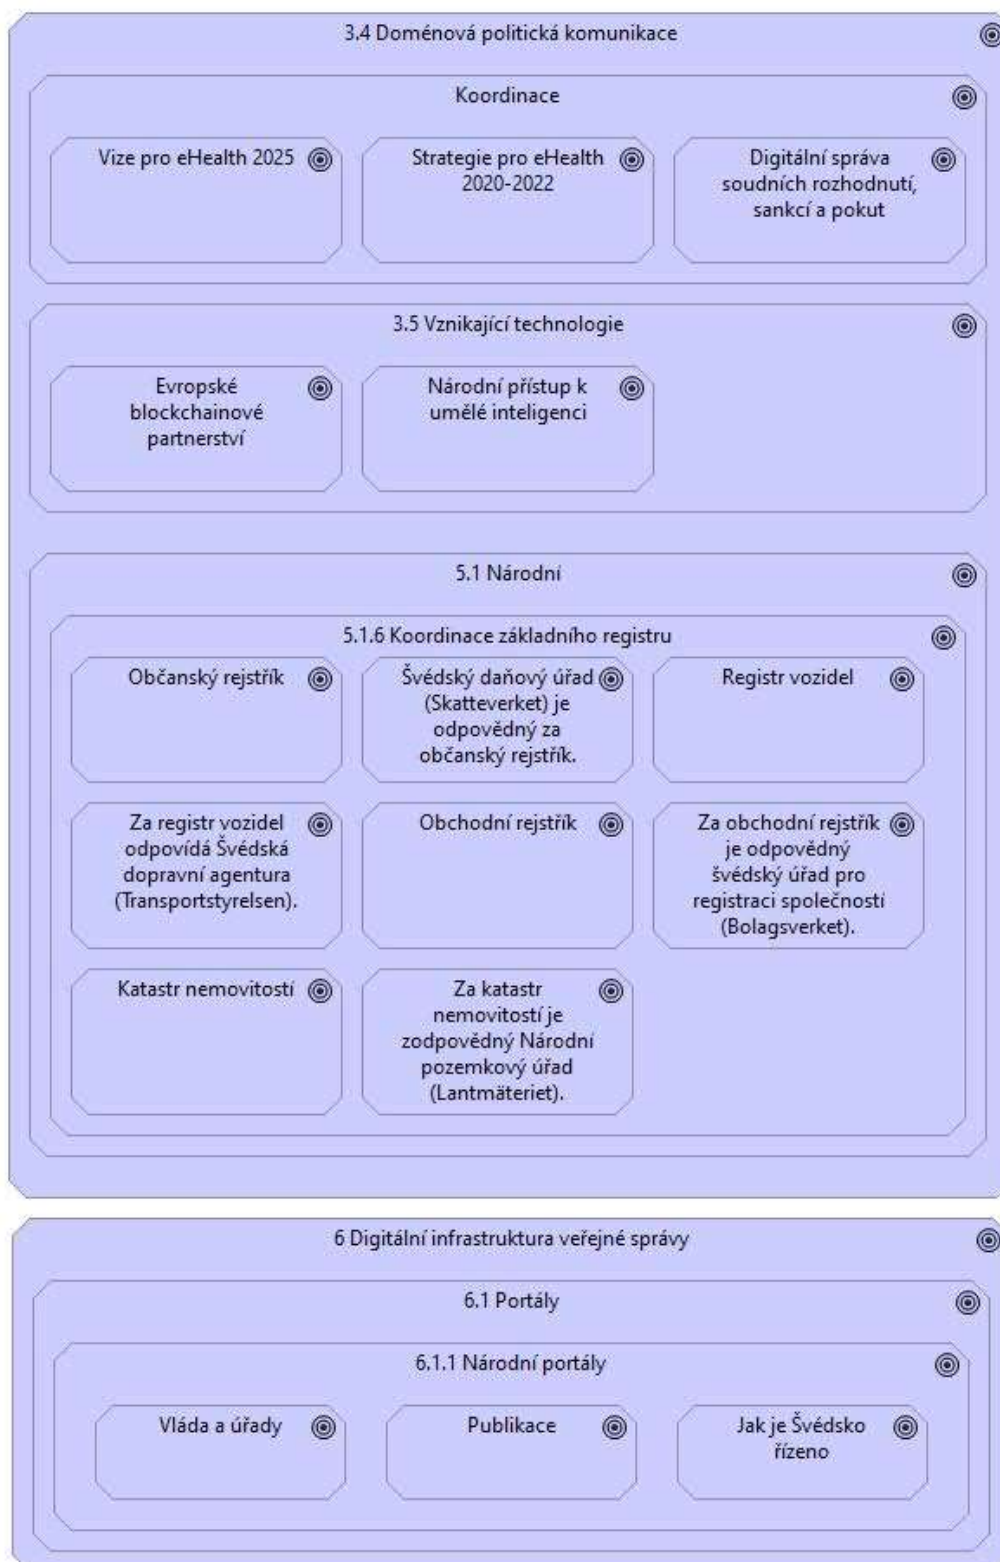 3.4 Doménová politická komunikace
Koordinace
Vize pro eHealth 2025
Strategie pro eHealth
2020-2022
Digitální správa
soudních rozhodnutí,
sankcí a pokut
3.5 Vznikající technologie
Evropské
blockchainové
partnerství
Národní přístup k
umělé inteligenci
5.1 Národní
5.1.6 Koordinace základního registru
Občanský rejstřík
Švédský daňový úřad
(Skatteverket) je
odpovědný za
občanský rejstřík.
Registr vozidel
Za registr vozidel
odpovídá Švédská
dopravní agentura
(Transportstyrelsen).
Obchodní rejstřík
Za obchodní rejstřík
je odpovědný
švédský úřad pro
registraci společností
(Bolagsverket).
Katastr nemovitostí
Za katastr
nemovitostí je
zodpovědný Národní
pozemkový úřad
(Lantmäteriet).
6 Digitální infrastruktura veřejné správy
6.1 Portály
6.1.1 Národní portály
Vláda a úřady
Publikace
Jak je Švédsko
řízeno